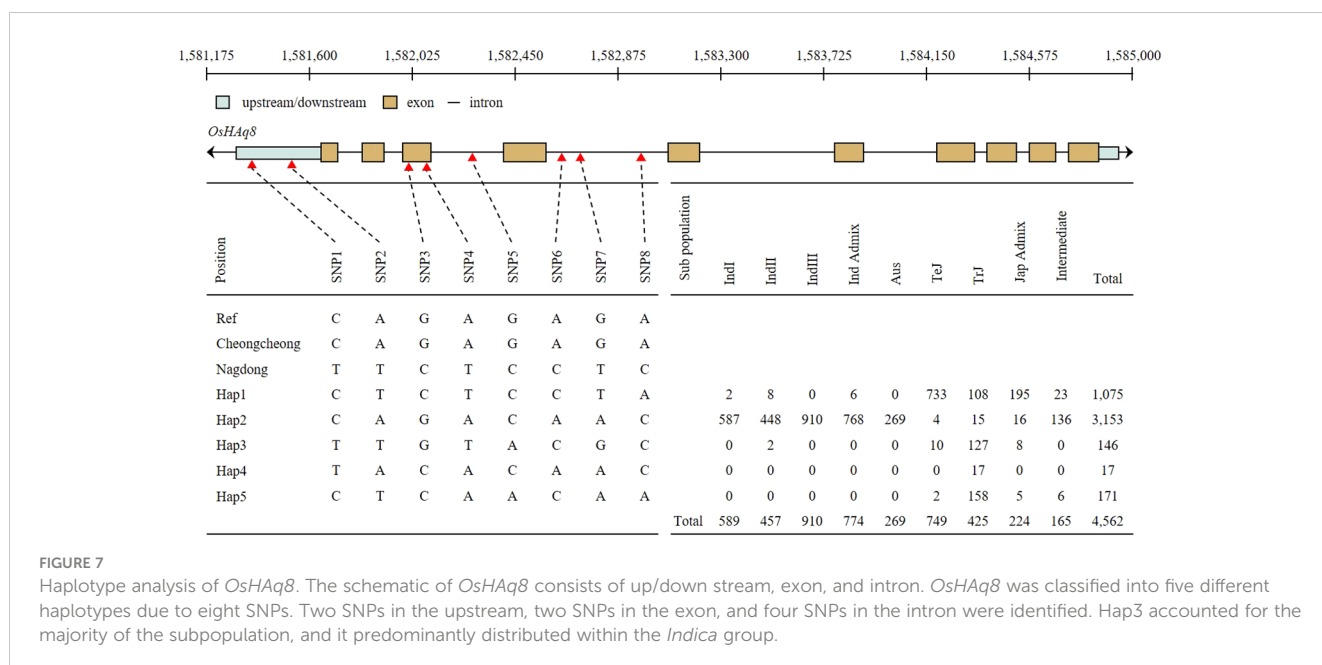 1,581,175 1,581,600 1,582,025 1,582,450 1,582,875 1,583,300 1,583,725 1,584,150 1,584,575 1,585,000
upstream/downstream exon intron
OsHAq8
Position SNP1 SNP2 SNP3 SNP4 SNP5 SNP6 SNP7 SNP8 Sub population IndI IndII IndIII Ind Admix Aus TeJ TrJ Jap Admix Intermediate Total
Ref C A G A G A G A
Cheongcheong C A G A G A G A
Nagdong T T C T C C T C
Hap1 C T C T C C T A 2 8 0 6 0 733 108 195 23 1,075
Hap2 C A G A C A A C 587 448 910 768 269 4 15 16 136 3,153
Hap3 T T G T A C G C 0 2 0 0 0 10 127 8 0 146
Hap4 T A C A C A A C 0 0 0 0 0 0 17 0 0 17
Hap5 C T C A A C A A 0 0 0 0 0 2 158 5 6 171
Total 589 457 910 774 269 749 425 224 165 4,562
FIGURE 7
Haplotype analysis of OsHAq8. The schematic of OsHAq8 consists of up/down stream, exon, and intron. OsHAq8 was classified into five different
haplotypes due to eight SNPs. Two SNPs in the upstream, two SNPs in the exon, and four SNPs in the intron were identified. Hap3 accounted for the
majority of the subpopulation, and it predominantly distributed within the Indica group.